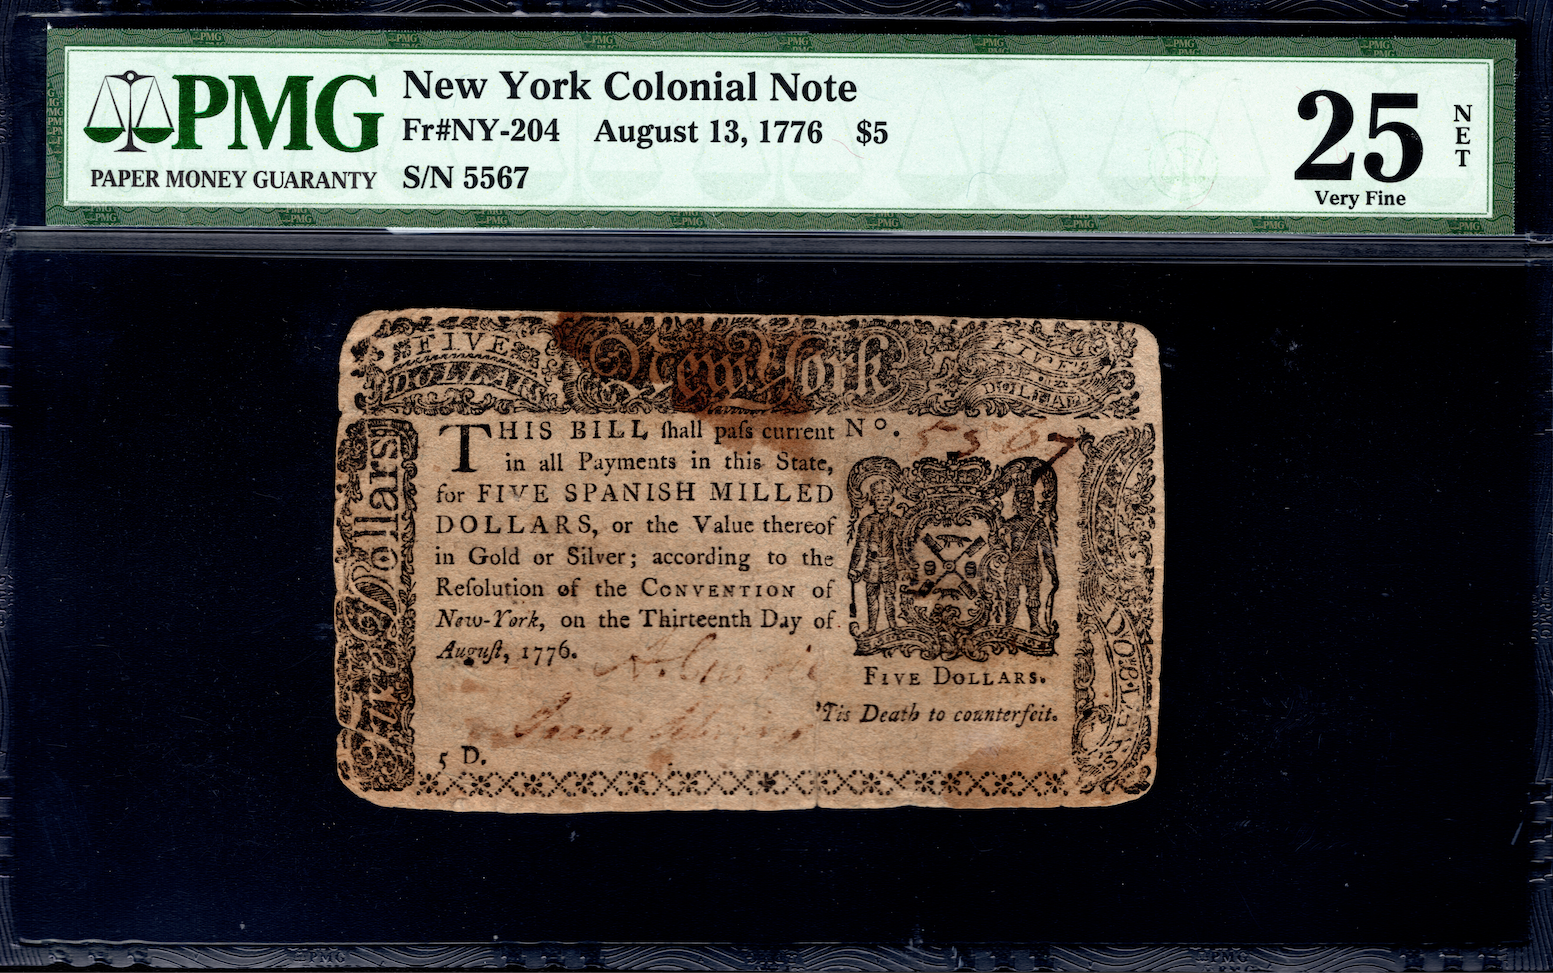 PMG
PAPER MONEY GUARANTY
New York Colonial Note
Fr#NY-204 August 13, 1776 $5
S/N 5567
25
NET
Very Fine
FIVE
DOLLARS
New York
FIVE
DOLLARS
Five Dollars
THIS BILL ſhall paſs current
in all Payments in this State,
for FIVE SPANISH MILLED
DOLLARS, or the Value thereof
in Gold or Silver; according to the
Reſolution of the CONVENTION of
New-York, on the Thirteenth Day of
Auguſt, 1776.
Nº. 5567
FIVE DOLLARS.
'Tis Death to counterfeit.
5 D.